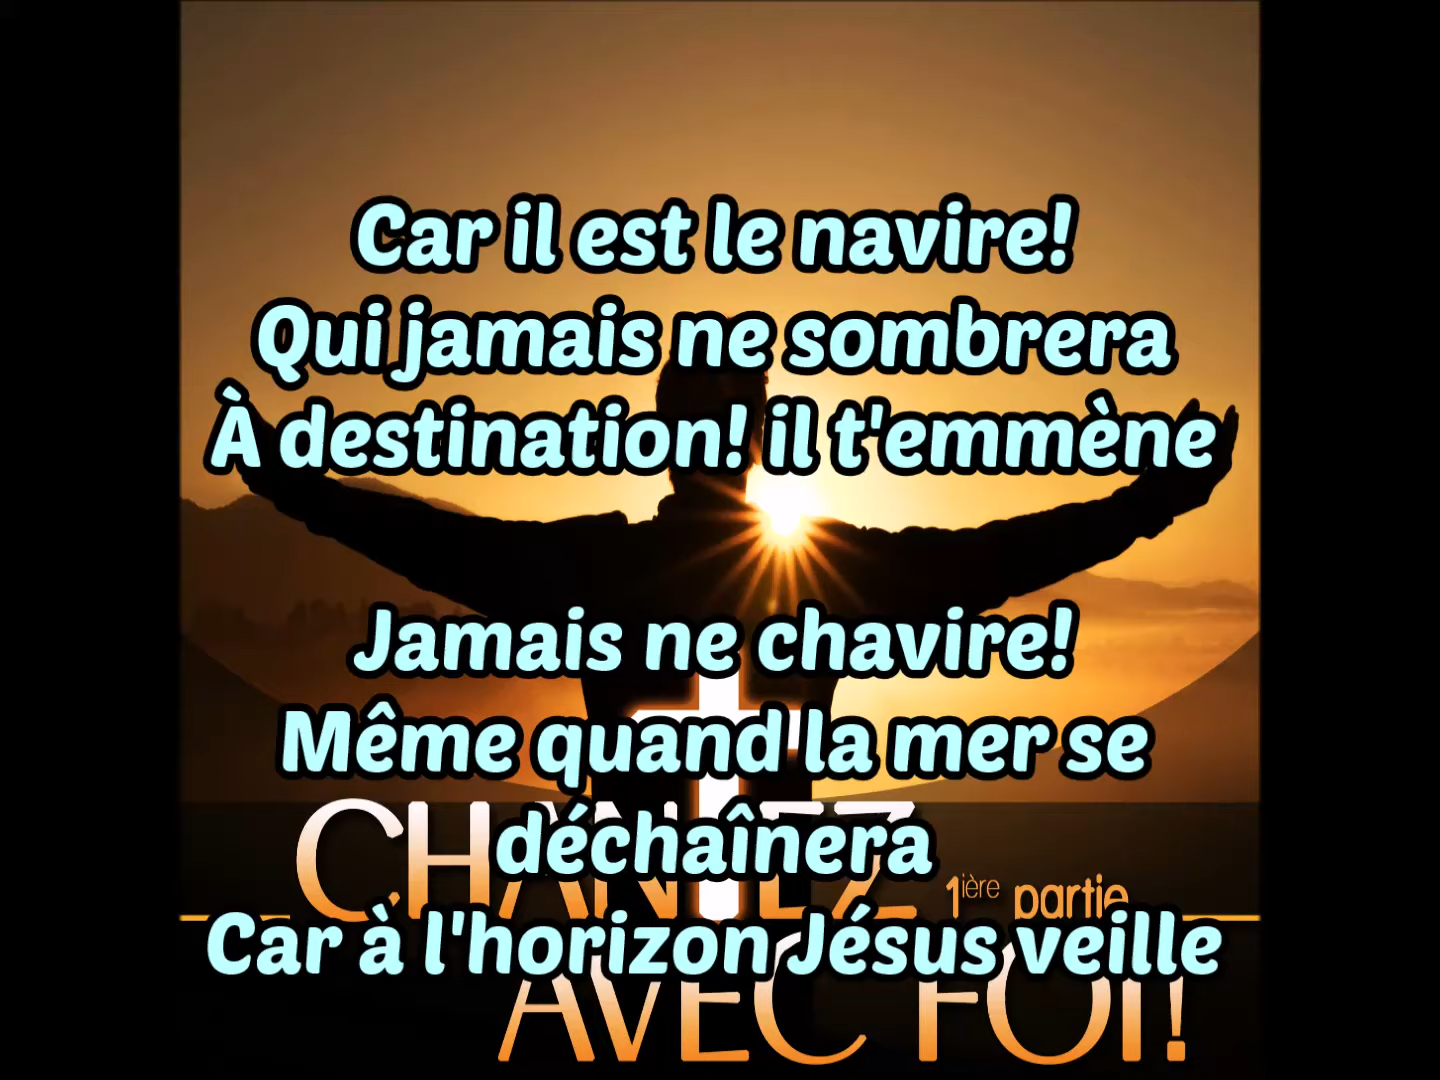 Car il est le navire!
Qui jamais ne sombrera
À destination! il t'emmène
Jamais ne chavire!
Même quand la mer se
déchaînera
Car à l'horizon Jésus veille
CHANTEZ
1ière partie
AVEC FOI!